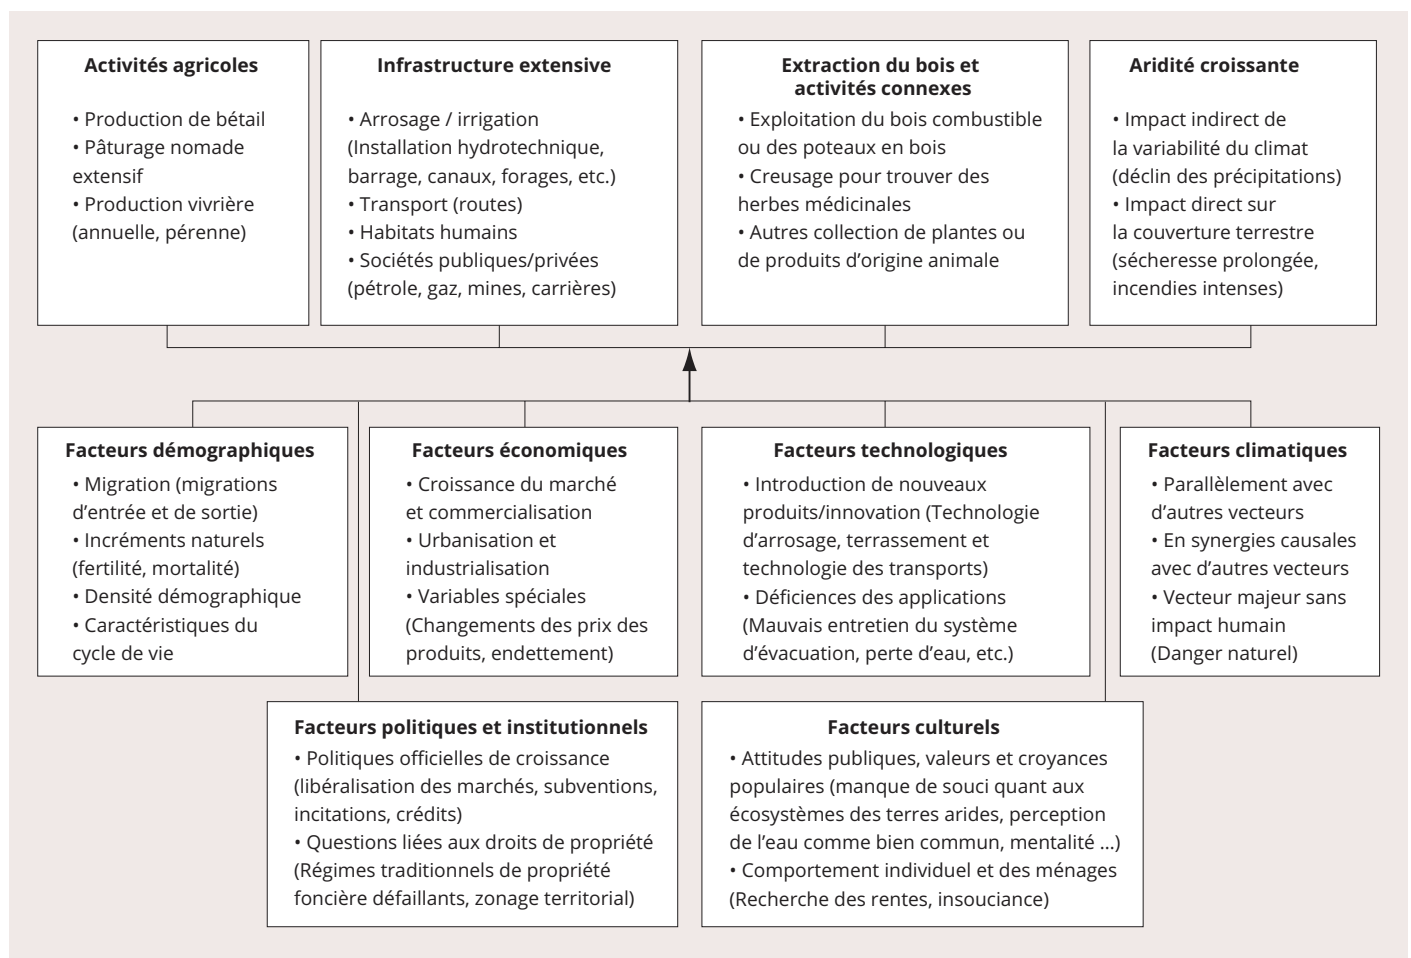 Activités agricoles
• Production de bétail
• Pâturage nomade
extensif
• Production vivrière
(annuelle, pérenne)
Infrastructure extensive
• Arrosage / irrigation
(Installation hydrotechnique,
barrage, canaux, forages, etc.)
• Transport (routes)
• Habitats humains
• Sociétés publiques/privées
(pétrole, gaz, mines, carrières)
Extraction du bois et
activités connexes
• Exploitation du bois combustible
ou des poteaux en bois
• Creusage pour trouver des
herbes médicinales
• Autres collection de plantes ou
de produits d’origine animale
Aridité croissante
• Impact indirect de
la variabilité du climat
(déclin des précipitations)
• Impact direct sur
la couverture terrestre
(sécheresse prolongée,
incendies intenses)
Facteurs démographiques
• Migration (migrations
d’entrée et de sortie)
• Incréments naturels
(fertilité, mortalité)
• Densité démographique
• Caractéristiques du
cycle de vie
Facteurs économiques
• Croissance du marché
et commercialisation
• Urbanisation et
industrialisation
• Variables spéciales
(Changements des prix des
produits, endettement)
Facteurs technologiques
• Introduction de nouveaux
produits/innovation (Technologie
d’arrosage, terrassement et
technologie des transports)
• Déficiences des applications
(Mauvais entretien du système
d’évacuation, perte d’eau, etc.)
Facteurs climatiques
• Parallèlement avec
d’autres vecteurs
• En synergies causales
avec d’autres vecteurs
• Vecteur majeur sans
impact humain
(Danger naturel)
Facteurs politiques et institutionnels
• Politiques officielles de croissance
(libéralisation des marchés, subventions,
incitations, crédits)
• Questions liées aux droits de propriété
(Régimes traditionnels de propriété
foncière défaillants, zonage territorial)
Facteurs culturels
• Attitudes publiques, valeurs et croyances
populaires (manque de souci quant aux
écosystèmes des terres arides, perception
de l’eau comme bien commun, mentalité ...)
• Comportement individuel et des ménages
(Recherche des rentes, insouciance)